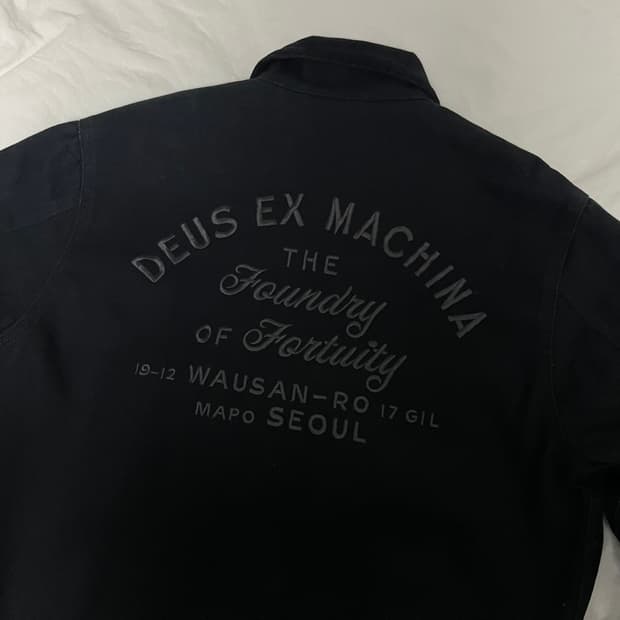 DEUS EX MACHINA
THE
Foundry
OF Fortuity
19-12 WAUSAN-RO 17 GIL
MAPO SEOUL